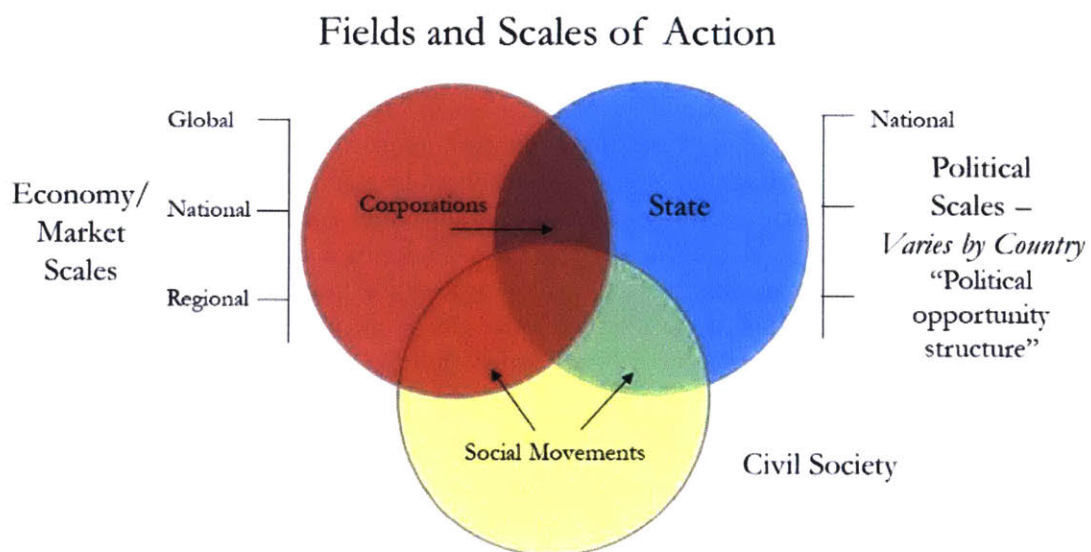 Fields and Scales of Action
Global
National
Regional
Economy/
Market
Scales
Corporations
State
Social Movements
Civil Society
National
Political
Scales –
Varies by Country
“Political
opportunity
structure”